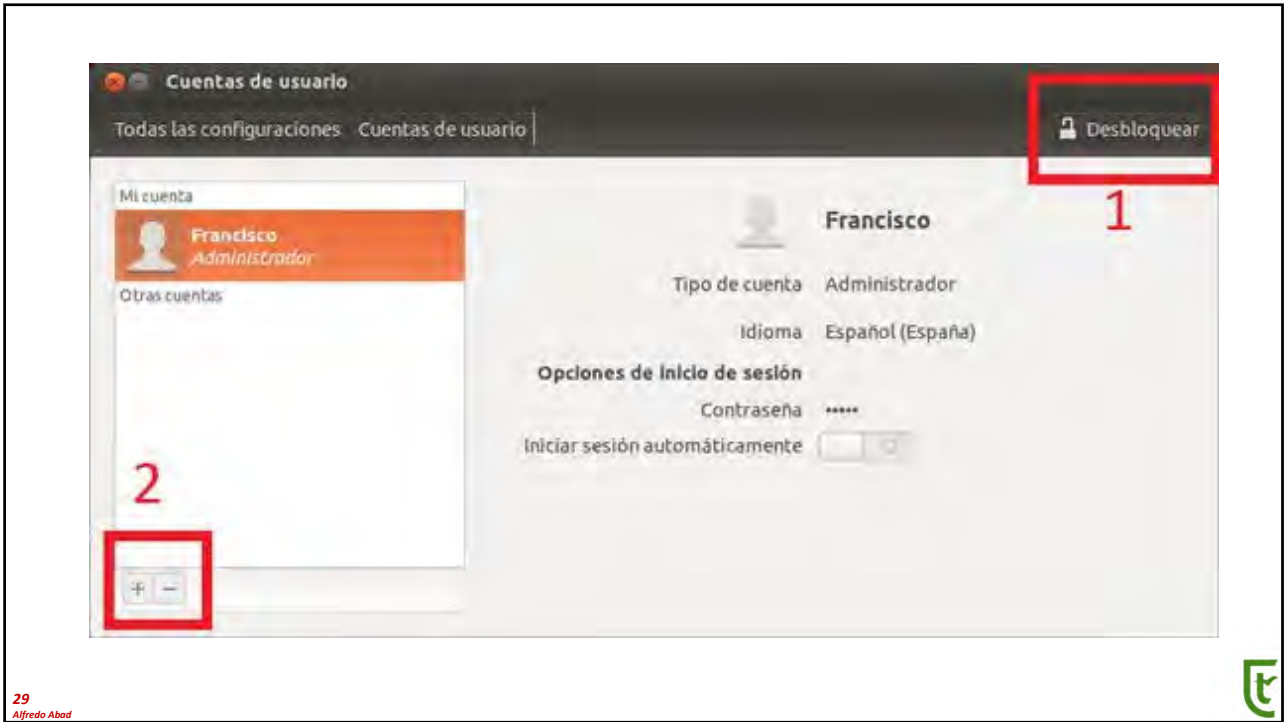 Cuentas de usuario
Todas las configuraciones Cuentas de usuario
Desbloquear
1
Mi cuenta
Francisco
Administrador
Otras cuentas
Francisco
Tipo de cuenta Administrador
Idioma Español (España)
Opciones de inicio de sesión
Contraseña •••••
Iniciar sesión automáticamente
2
+ −
29
Alfredo Abad